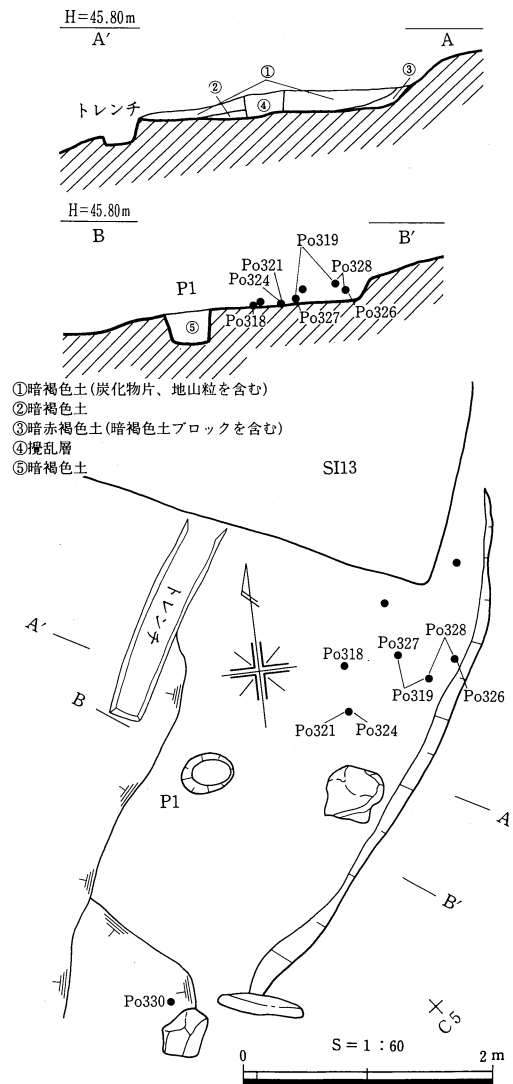 H=45.80m
A′
A
①
②
③
④
トレンチ
H=45.80m
B
B′
Po319
Po321
Po328
Po324
P1
Po318
Po327
Po326
⑤
①暗褐色土(炭化物片、地山粒を含む)
②暗褐色土
③暗赤褐色土(暗褐色土ブロックを含む)
④攪乱層
⑤暗褐色土
SI13
トレンチ
A′
Po328
Po327
Po318
B
Po319
Po326
Po321
Po324
P1
A
B′
Po330
C5
S=1:60
0
2m